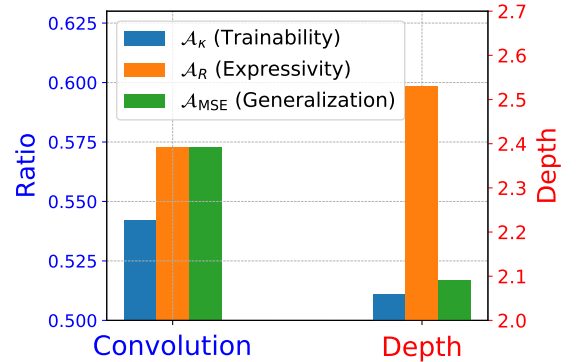 0.625
0.600
0.575
0.550
0.525
0.500
Ratio
𝒜κ (Trainability)
𝒜R (Expressivity)
𝒜MSE (Generalization)
2.7
2.6
2.5
2.4
2.3
2.2
2.1
2.0
Depth
Convolution
Depth